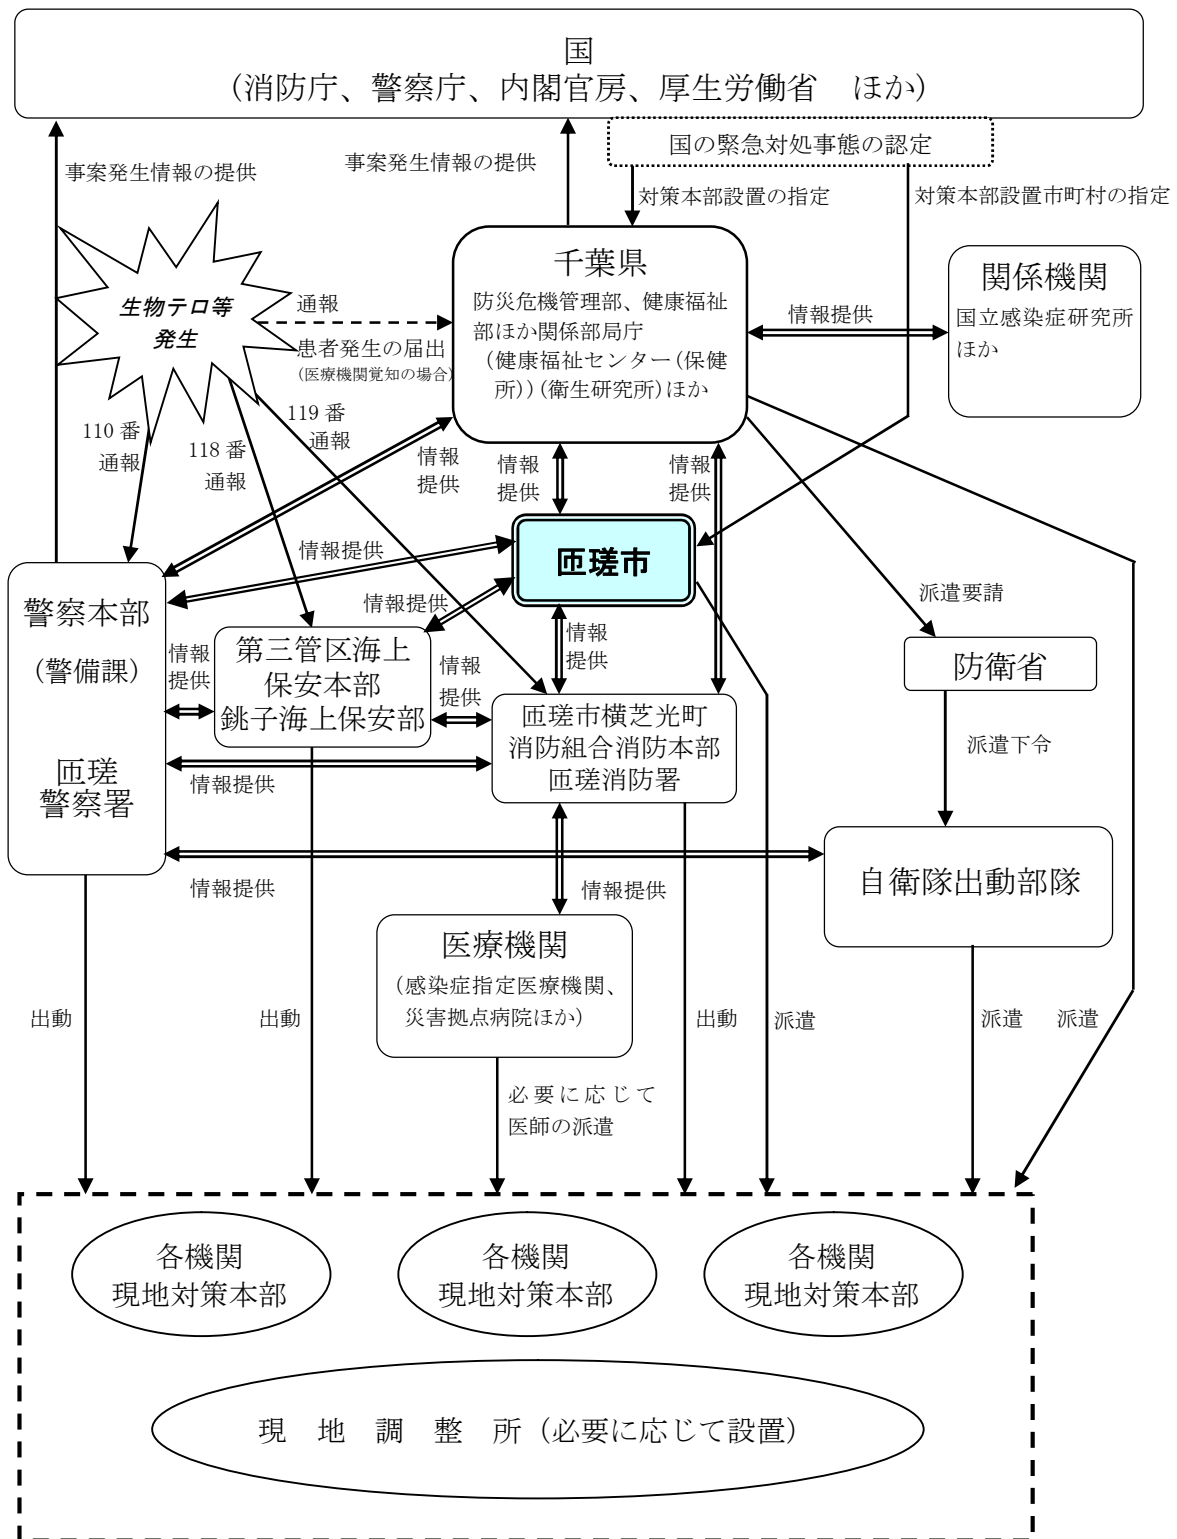 国
（消防庁、警察庁、内閣官房、厚生労働省　ほか）
国の緊急対処事態の認定
事案発生情報の提供
事案発生情報の提供
対策本部設置の指定
対策本部設置市町村の指定
生物テロ等
発生
通報
患者発生の届出
（医療機関覚知の場合）
千葉県
防災危機管理部、健康福祉
部ほか関係部局庁
（健康福祉センター（保健
所））（衛生研究所）ほか
情報提供
関係機関
国立感染症研究所
ほか
110 番
通報
118 番
通報
119 番
通報
情報
提供
情報
提供
情報
提供
情報提供
匝瑳市
情報提供
情報
提供
派遣要請
警察本部
（警備課）
匝瑳
警察署
情報
提供
第三管区海上
保安本部
銚子海上保安部
情報
提供
匝瑳市横芝光町
消防組合消防本部
匝瑳消防署
防衛省
派遣下令
情報提供
情報提供
情報提供
自衛隊出動部隊
医療機関
（感染症指定医療機関、
災害拠点病院ほか）
出動
出動
出動
派遣
派遣
派遣
必要に応じて
医師の派遣
各機関
現地対策本部
各機関
現地対策本部
各機関
現地対策本部
現　地　調　整　所（必要に応じて設置）